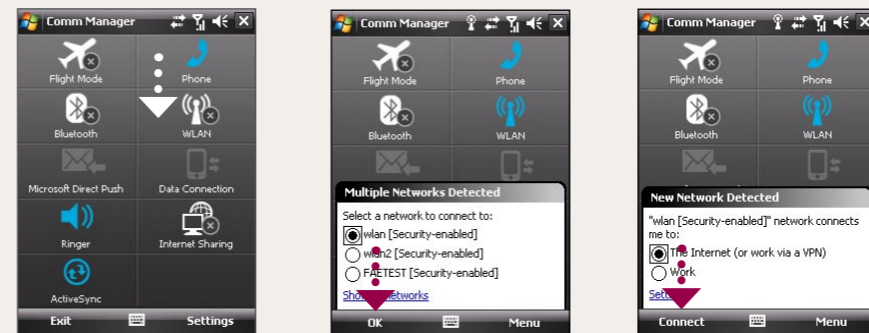 Comm Manager
Flight Mode
Phone
Bluetooth
WLAN
Microsoft Direct Push
Data Connection
Ringer
Internet Sharing
ActiveSync
Exit
Settings
Comm Manager
Flight Mode
Phone
Bluetooth
WLAN
Multiple Networks Detected
Select a network to connect to:
wlan [Security-enabled]
wlan2 [Security-enabled]
FAETEST [Security-enabled]
OK
Menu
Comm Manager
Flight Mode
Phone
Bluetooth
WLAN
New Network Detected
"wlan [Security-enabled]" network connects
me to:
The Internet (or work via a VPN)
Work
Connect
Menu